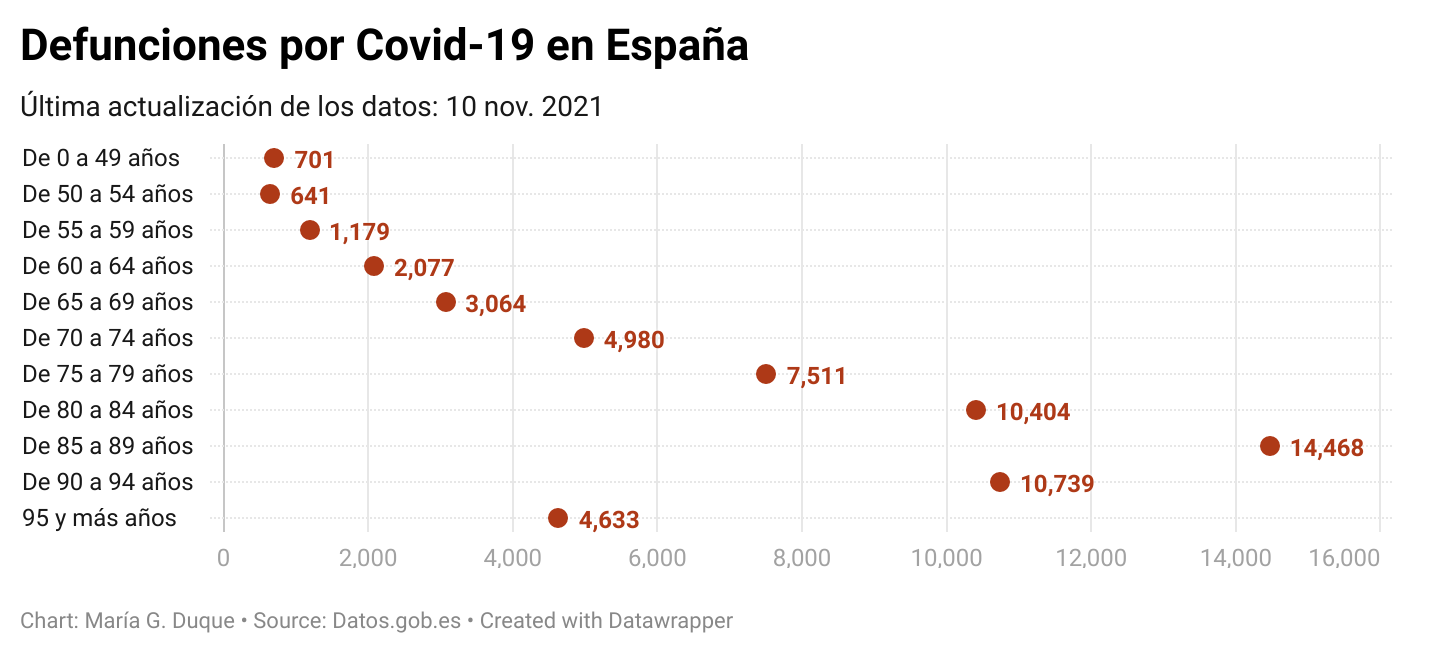 Defunciones por Covid-19 en España
Última actualización de los datos: 10 nov. 2021
De 0 a 49 años 701
De 50 a 54 años 641
De 55 a 59 años 1,179
De 60 a 64 años 2,077
De 65 a 69 años 3,064
De 70 a 74 años 4,980
De 75 a 79 años 7,511
De 80 a 84 años 10,404
De 85 a 89 años 14,468
De 90 a 94 años 10,739
95 y más años 4,633
0 2,000 4,000 6,000 8,000 10,000 12,000 14,000 16,000
Chart: María G. Duque • Source: Datos.gob.es • Created with Datawrapper